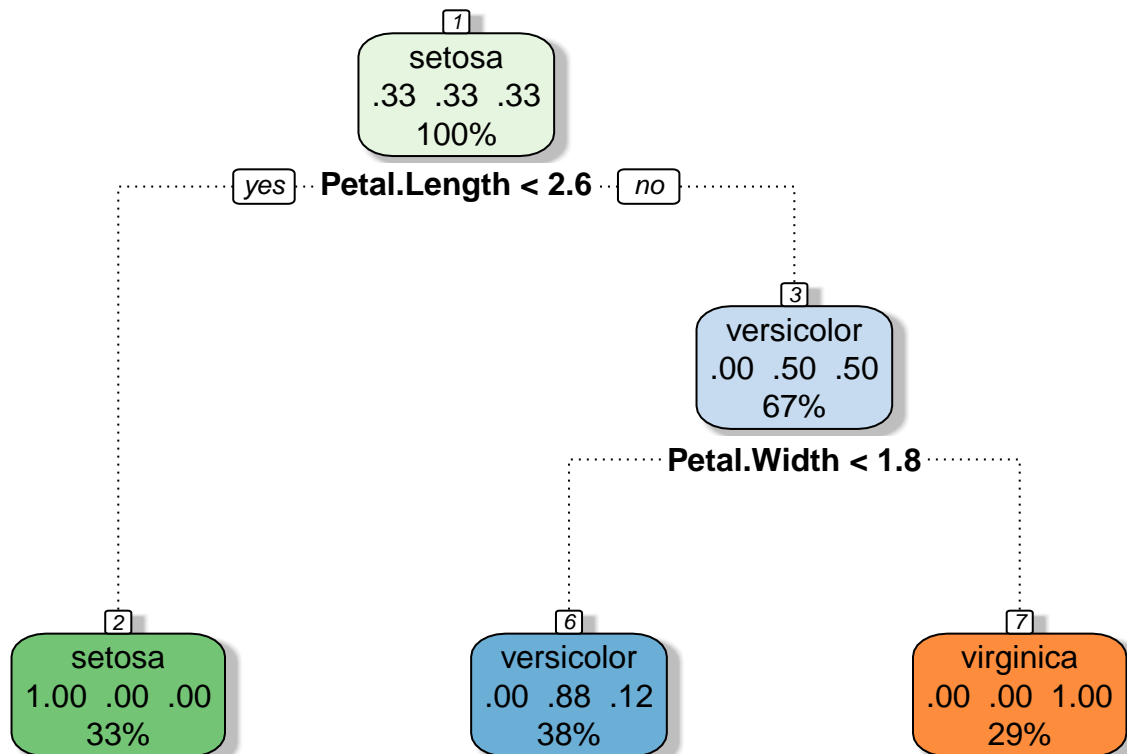 1
setosa
.33 .33 .33
100%
yes Petal.Length < 2.6 no
3
versicolor
.00 .50 .50
67%
Petal.Width < 1.8
2
setosa
1.00 .00 .00
33%
6
versicolor
.00 .88 .12
38%
7
virginica
.00 .00 1.00
29%